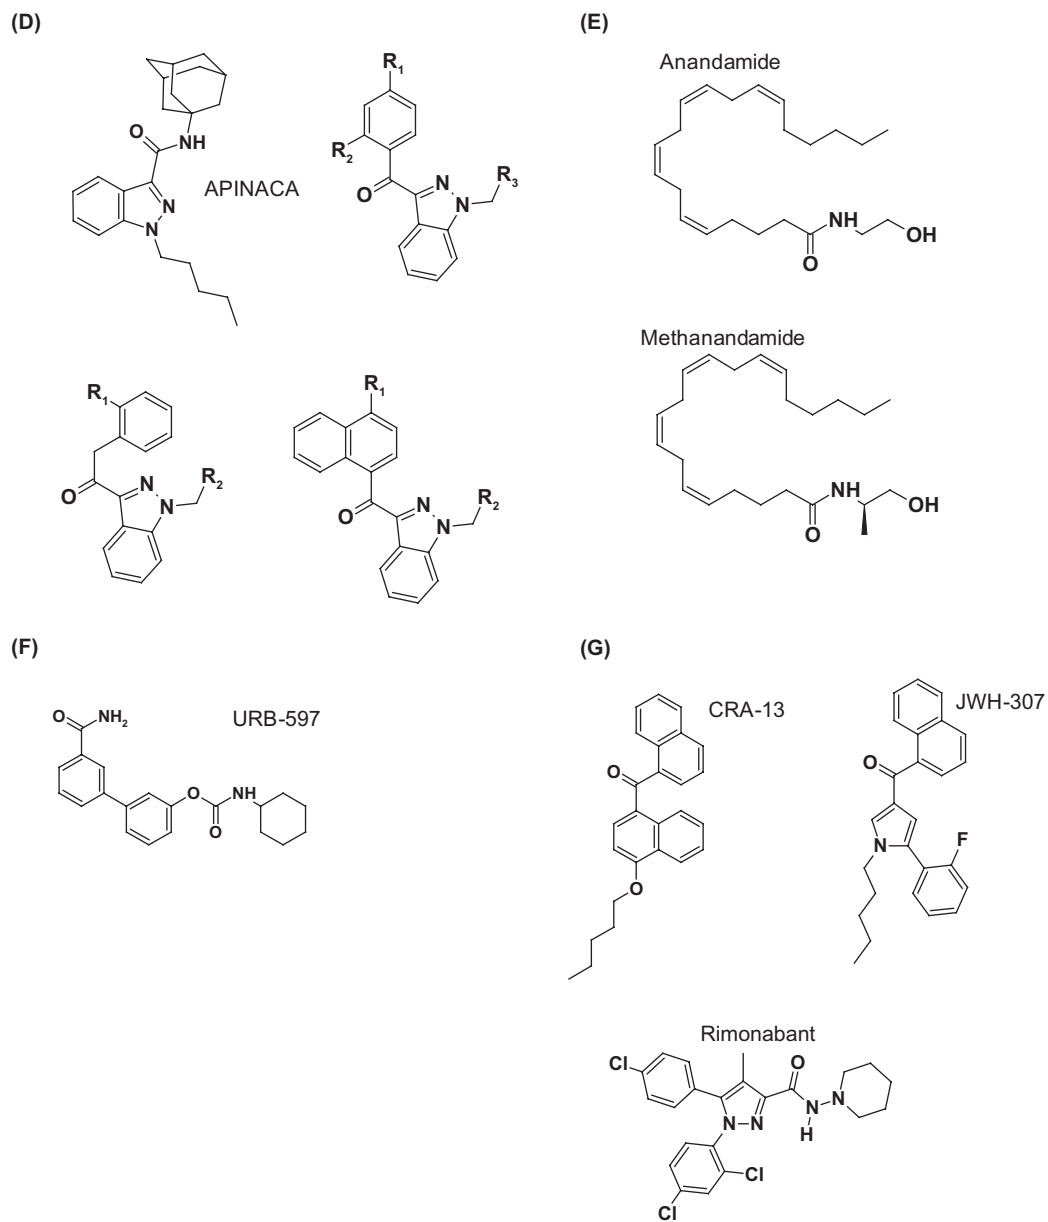 (D)
(E)
R1
R2
O
NH
N
N
APINACA
O
N
N
R3
Anandamide
O
NH
OH
R1
O
N
N
R2
R1
O
N
N
R2
Methanandamide
O
NH
OH
(F)
(G)
URB-597
O
NH2
O
O
NH
CRA-13
O
O
JWH-307
O
N
F
Rimonabant
Cl
O
N
N
N
H
N
Cl
Cl